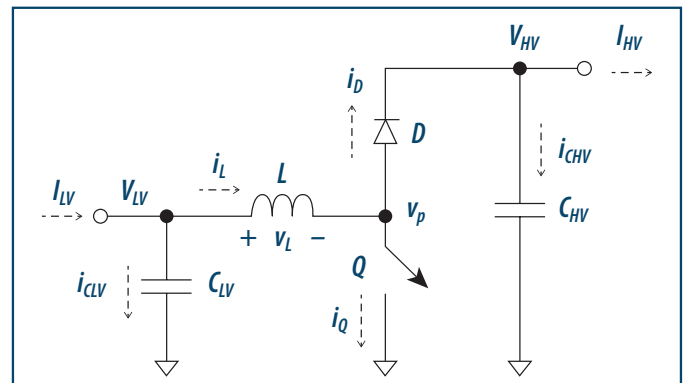 V_HV
I_HV
i_D
D
i_L
L
i_CHV
I_LV
V_LV
v_p
C_HV
+ v_L −
Q
i_CLV
C_LV
i_Q